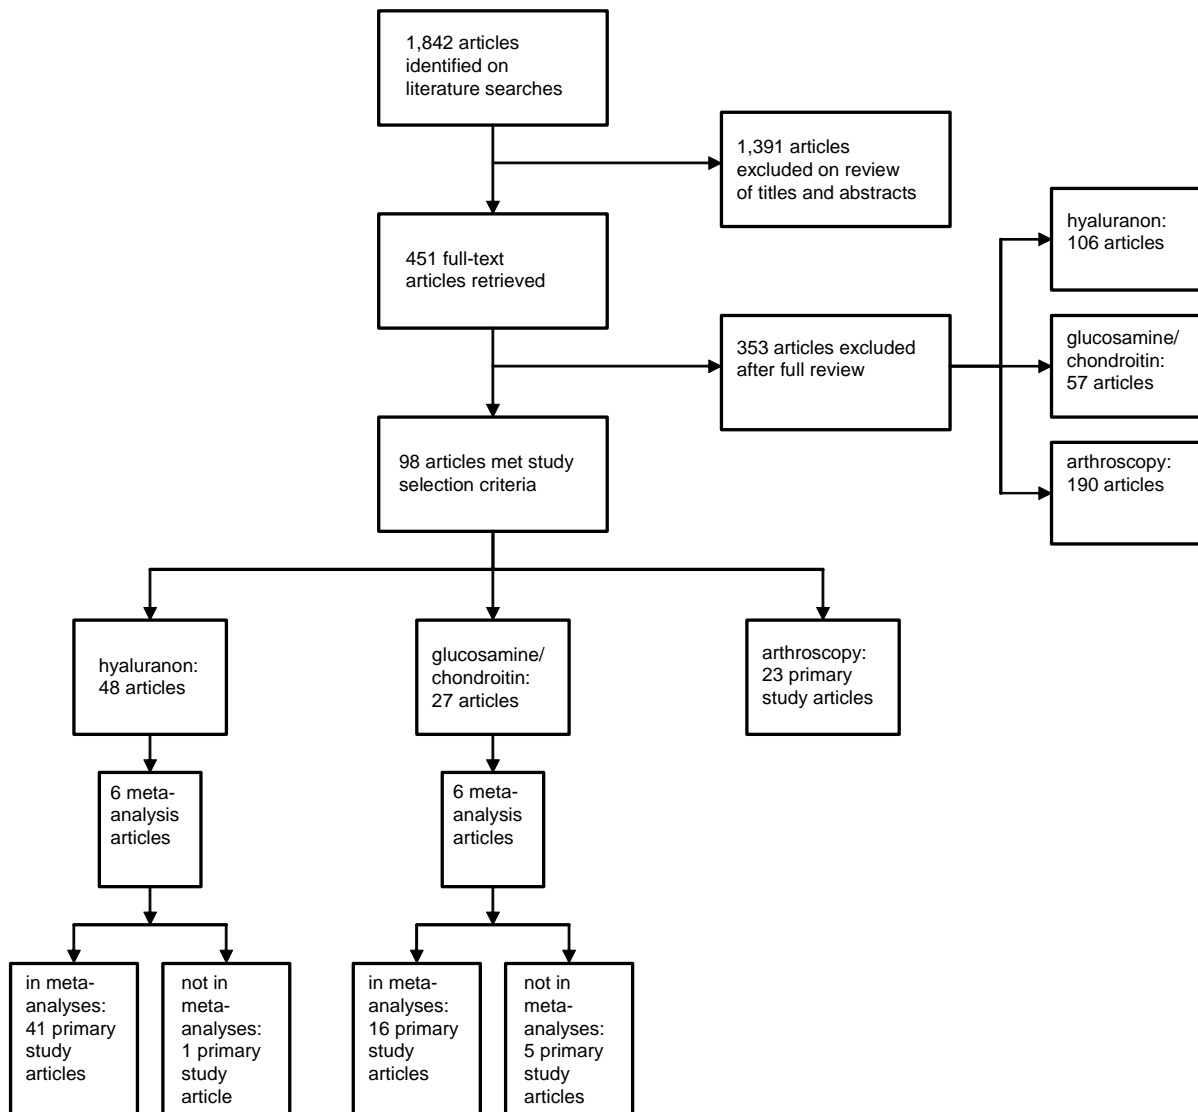 1,842 articles
identified on
literature searches
1,391 articles
excluded on review
of titles and abstracts
451 full-text
articles retrieved
hyaluranon:
106 articles
353 articles excluded
after full review
glucosamine/
chondroitin:
57 articles
arthroscopy:
190 articles
98 articles met study
selection criteria
hyaluranon:
48 articles
glucosamine/
chondroitin:
27 articles
arthroscopy:
23 primary
study articles
6 meta-
analysis
articles
6 meta-
analysis
articles
in meta-
analyses:
41 primary
study
articles
not in
meta-
analyses:
1 primary
study
article
in meta-
analyses:
16 primary
study
articles
not in
meta-
analyses:
5 primary
study
articles